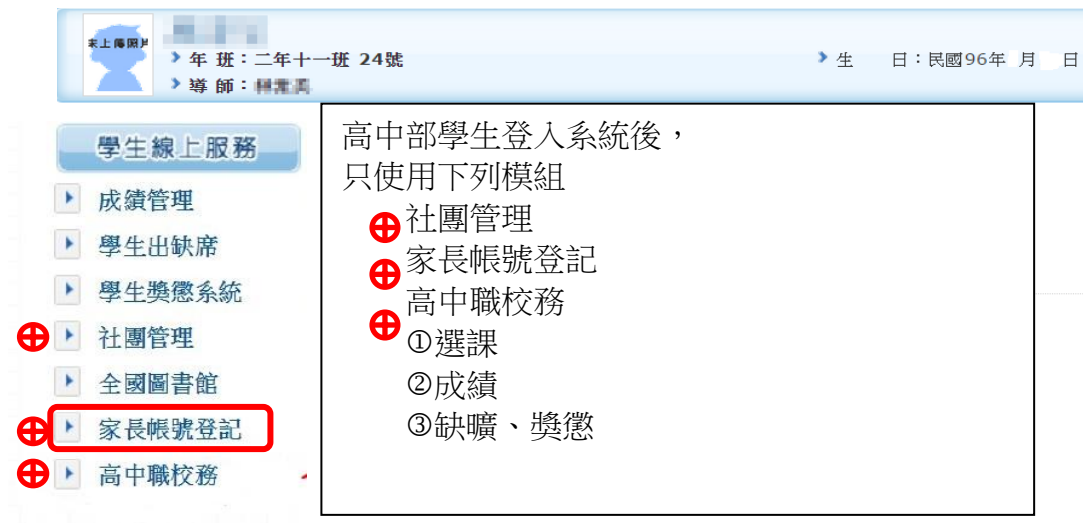 未上傳照片
年 班：二年十一班 24號
生 日：民國96年 月 日
導 師：
學生線上服務
成績管理
學生出缺席
學生獎懲系統
社團管理
全國圖書館
家長帳號登記
高中職校務
高中部學生登入系統後，
只使用下列模組
社團管理
家長帳號登記
高中職校務
①選課
②成績
③缺曠、獎懲